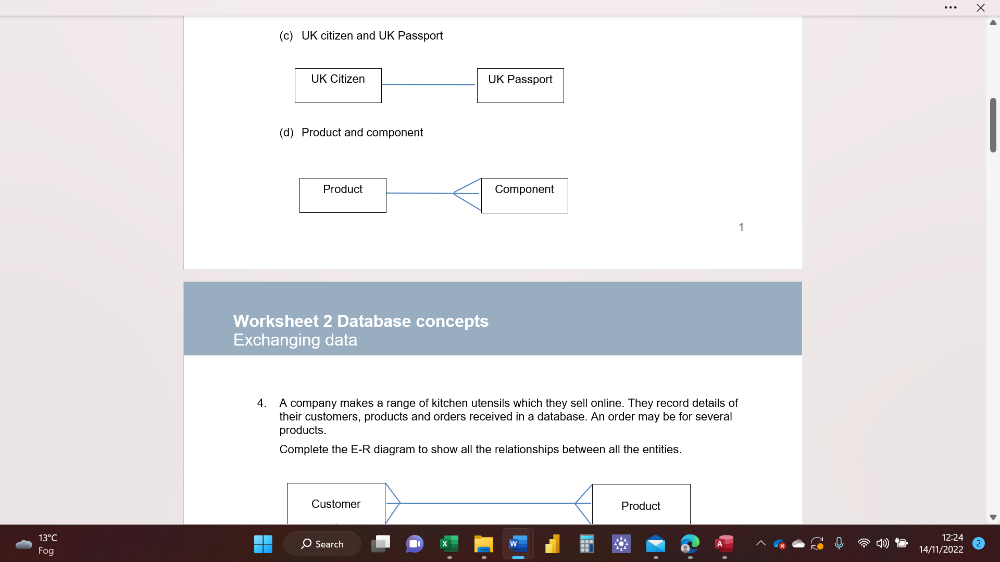 (c) UK citizen and UK Passport
UK Citizen
UK Passport
(d) Product and component
Product
Component
1
Worksheet 2 Database concepts
Exchanging data
4. A company makes a range of kitchen utensils which they sell online. They record details of
their customers, products and orders received in a database. An order may be for several
products.
Complete the E-R diagram to show all the relationships between all the entities.
Customer
Product
13°C
Fog
Search
12:24
14/11/2022
2